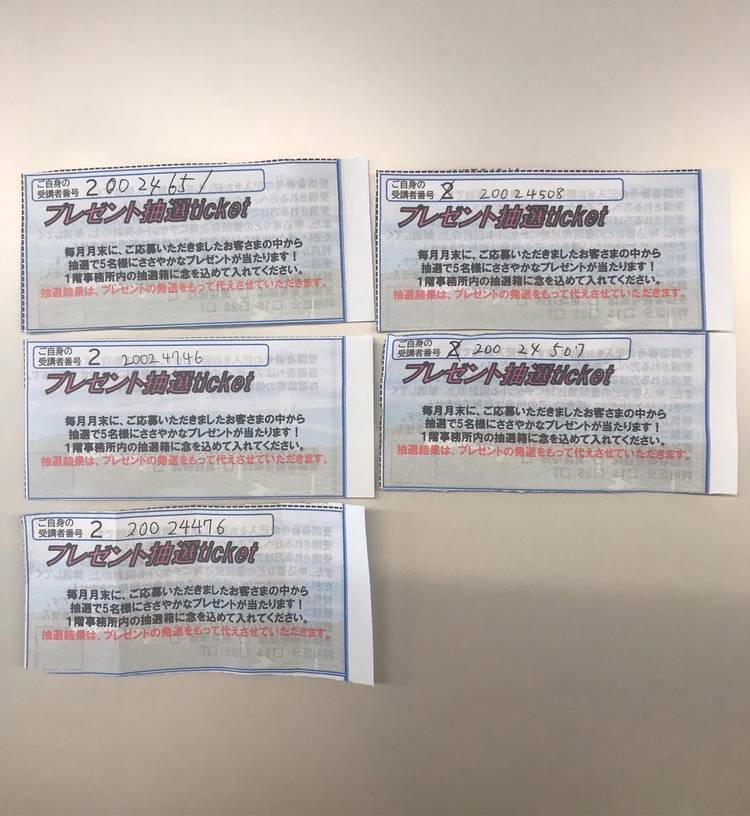 ご自身の
受講者番号 2 002465/
プレゼント抽選ticket
毎月月末に、ご応募いただきましたお客さまの中から
抽選で5名様にささやかなプレゼントが当たります！
1階事務所内の抽選箱に念を込めて入れてください。
抽選結果は、プレゼントの発送をもって代えさせていただきます。
ご自身の
受講者番号 2 20024508
プレゼント抽選ticket
毎月月末に、ご応募いただきましたお客さまの中から
抽選で5名様にささやかなプレゼントが当たります！
1階事務所内の抽選箱に念を込めて入れてください。
抽選結果は、プレゼントの発送をもって代えさせていただきます。
ご自身の
受講者番号 2 20024746
プレゼント抽選ticket
毎月月末に、ご応募いただきましたお客さまの中から
抽選で5名様にささやかなプレゼントが当たります！
1階事務所内の抽選箱に念を込めて入れてください。
抽選結果は、プレゼントの発送をもって代えさせていただきます。
ご自身の
受講者番号 2 200 24 507
プレゼント抽選ticket
毎月月末に、ご応募いただきましたお客さまの中から
抽選で5名様にささやかなプレゼントが当たります！
1階事務所内の抽選箱に念を込めて入れてください。
抽選結果は、プレゼントの発送をもって代えさせていただきます。
ご自身の
受講者番号 2 200 24476
プレゼント抽選ticket
毎月月末に、ご応募いただきましたお客さまの中から
抽選で5名様にささやかなプレゼントが当たります！
1階事務所内の抽選箱に念を込めて入れてください。
抽選結果は、プレゼントの発送をもって代えさせていただきます。